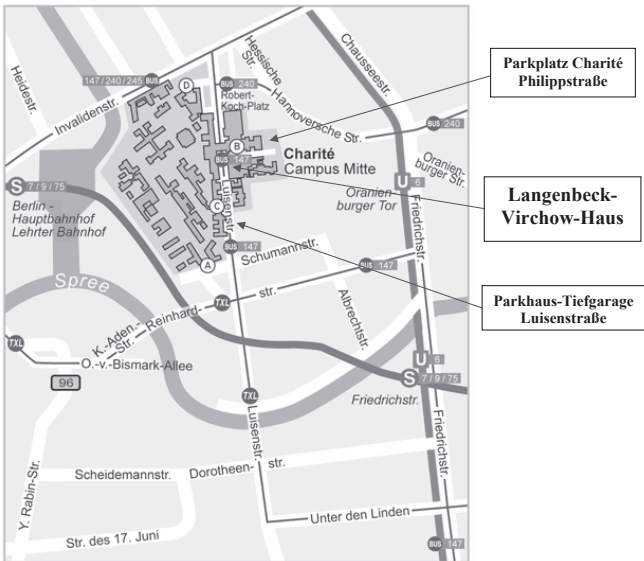 Heidestr.
147 / 240 / 245 BUS
Invalidenstr.
D
Hessische
Str.
BUS 240
Robert-
Koch-Platz
Hannoversche Str.
Chausseestr.
BUS 240
Oranien-
burger Str.
Parkplatz Charité
Philippstraße
B
BUS 147
Charité
Campus Mitte
S 7 / 9 / 75
Berlin -
Hauptbahnhof
Lehrter Bahnhof
C
Luisenstr.
Oranien-
burger Tor
U 6
Langenbeck-
Virchow-Haus
Friedrichstr.
A
BUS 147
Schumannstr.
BUS 147
Spree
Parkhaus-Tiefgarage
Luisenstraße
TXL
K.-Aden.-
Str.
Reinhard-
str.
Albrechtstr.
TXL
O.-v.-Bismark-Allee
96
U 6
S 7 / 9 / 75
Friedrichstr.
TXL
Luisenstr.
Friedrichstr.
Y. Rabin-Str.
Scheidemannstr.
Dorotheen-
str.
Unter den Linden
Str. des 17. Juni
BUS 147